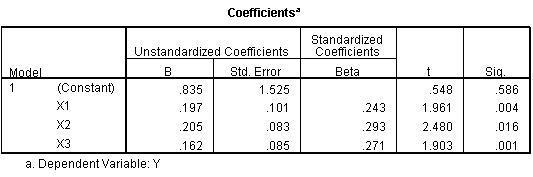 Coefficientsᵃ
Unstandardized Coefficients Standardized Coefficients
Model B Std. Error Beta t Sig.
1 (Constant) .835 1.525 .548 .586
X1 .197 .101 .243 1.961 .004
X2 .205 .083 .293 2.480 .016
X3 .162 .085 .271 1.903 .001
a. Dependent Variable: Y